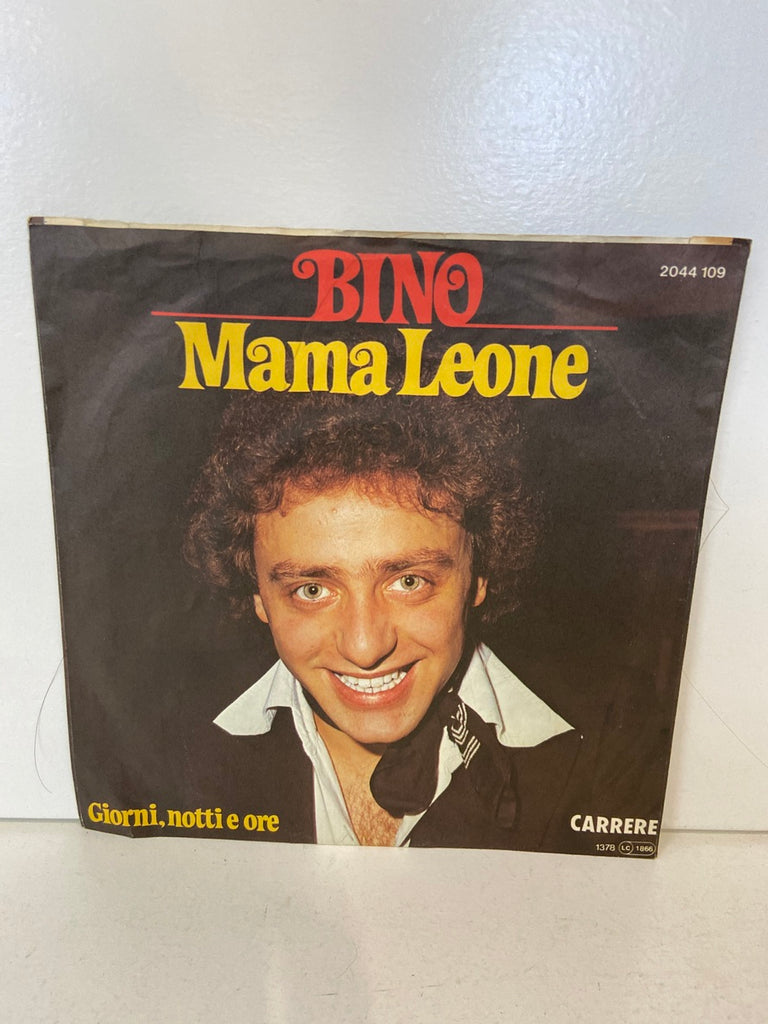 BINO
2044 109
Mama Leone
Giorni, notti e ore
CARRERE
1378 LC 1866